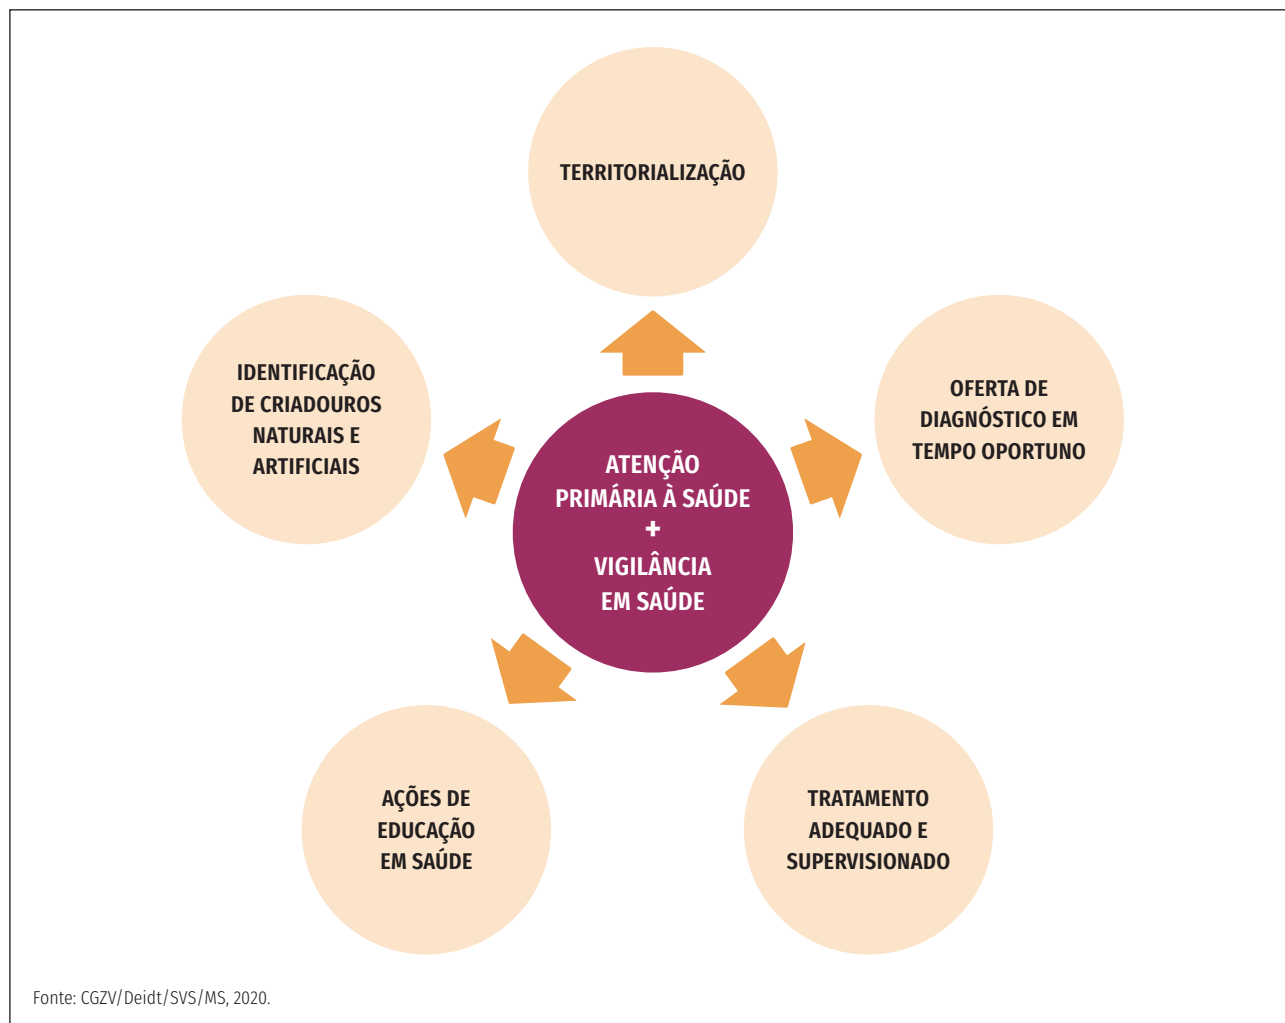 TERRITORIALIZAÇÃO
IDENTIFICAÇÃO
DE CRIADOUROS
NATURAIS E
ARTIFICIAIS
OFERTA DE
DIAGNÓSTICO EM
TEMPO OPORTUNO
ATENÇÃO
PRIMÁRIA À SAÚDE
+
VIGILÂNCIA
EM SAÚDE
AÇÕES DE
EDUCAÇÃO
EM SAÚDE
TRATAMENTO
ADEQUADO E
SUPERVISIONADO
Fonte: CGZV/Deidt/SVS/MS, 2020.